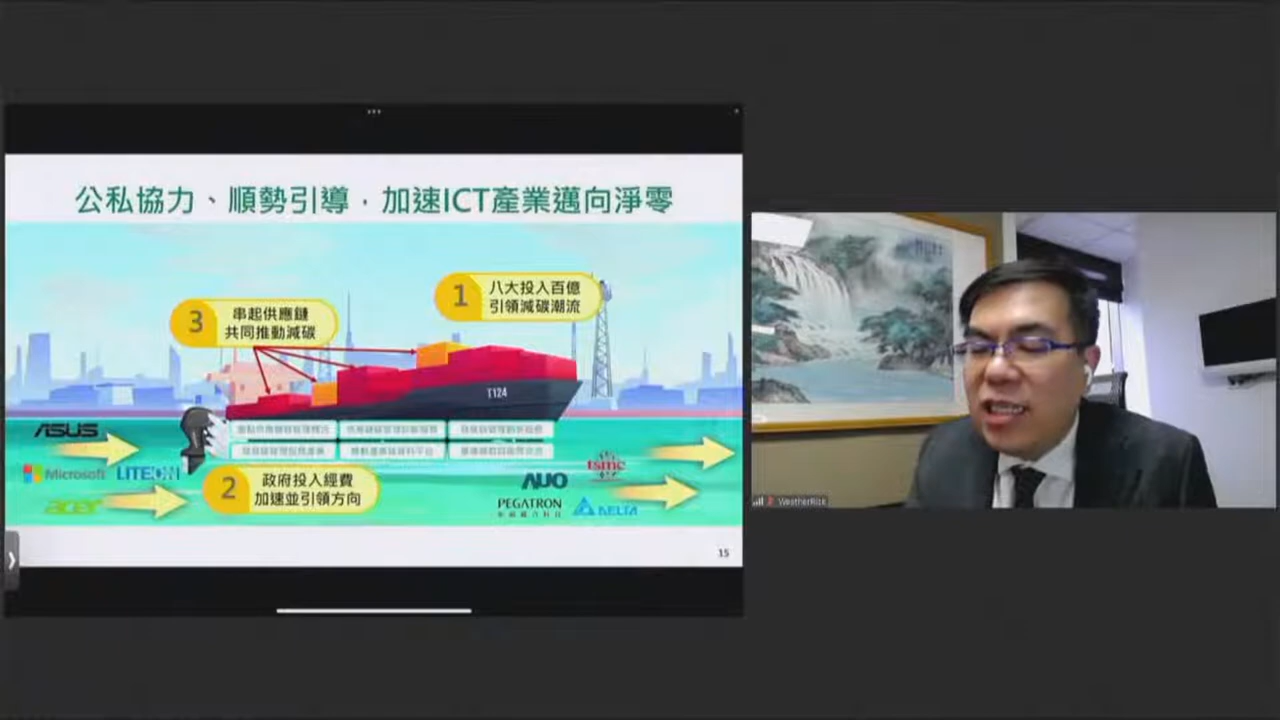 公私協力、順勢引導，加速ICT產業邁向淨零
1
八大投入百億
引領減碳潮流
3
串起供應鏈
共同推動減碳
T124
ASUS
Microsoft
LITEON
acer
2
政府投入經費
加速並引領方向
AUO
tsmc
PEGATRON
DELTA
15
WeatherRisk